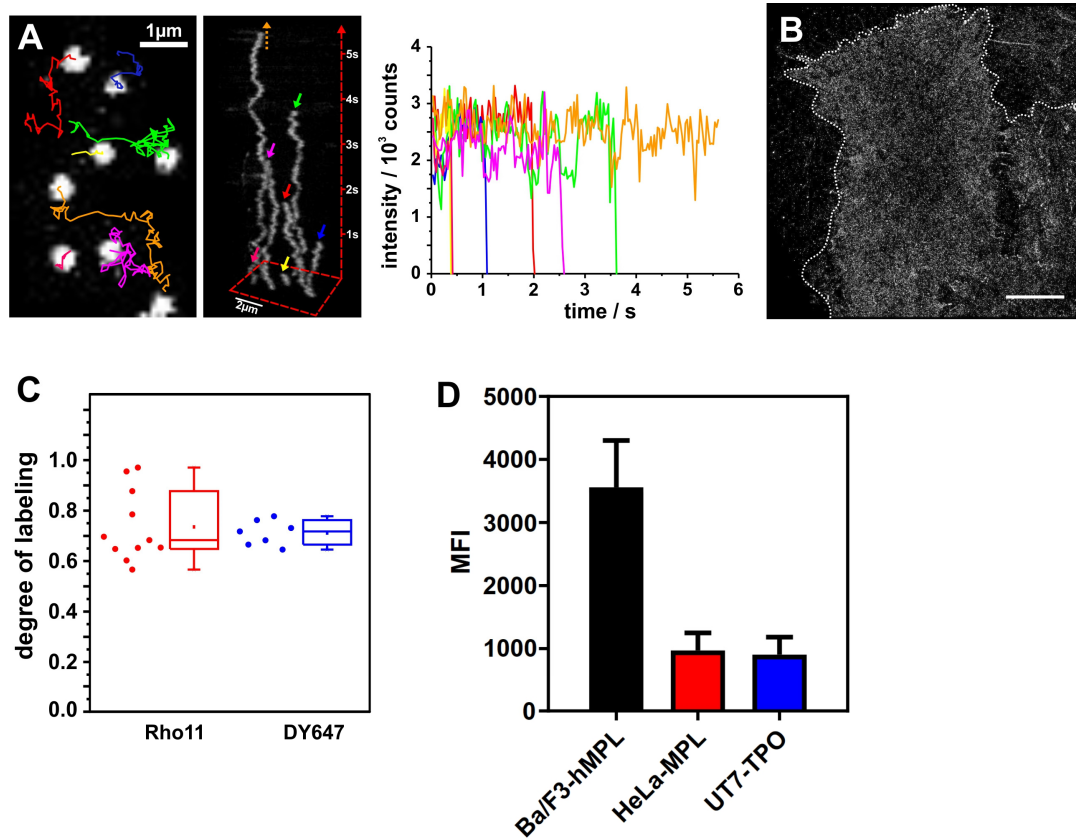 A
1μm
5s
4s
3s
2s
1s
2μm
intensity / 10³ counts
4
3
2
1
0
0 1 2 3 4 5 6
time / s
B
C
degree of labeling
1.0
0.8
0.6
0.4
0.2
0.0
Rho11 DY647
D
MFI
5000
4000
3000
2000
1000
0
Ba/F3-hMPL
HeLa-MPL
UT7-TPO